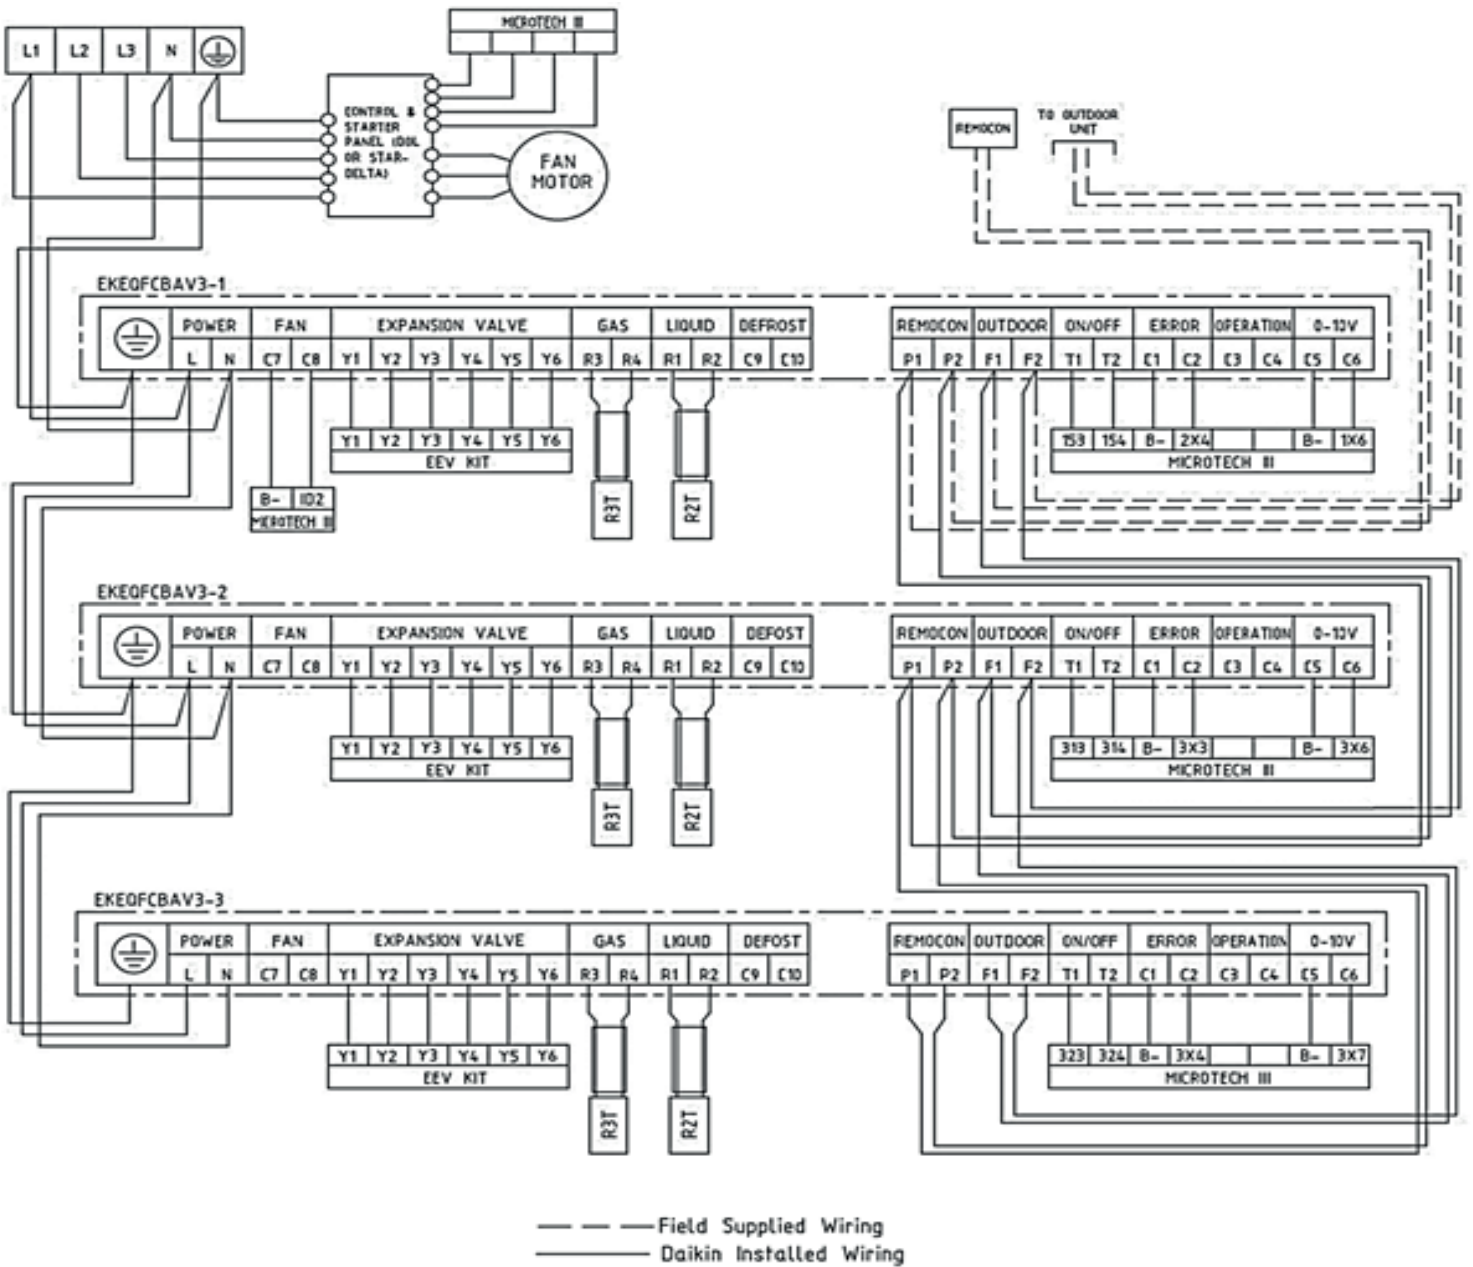 L1 L2 L3 N
MICROTECH III
CONTROL &
STARTER
PANEL (DOL
OR STAR-
DELTA)
FAN
MOTOR
REMOCON
TO OUTDOOR
UNIT
EKEQFCBAV3-1
POWER FAN EXPANSION VALVE GAS LIQUID DEFROST REMOCON OUTDOOR ON/OFF ERROR OPERATION 0-10V
L N C7 C8 Y1 Y2 Y3 Y4 Y5 Y6 R3 R4 R1 R2 C9 C10 P1 P2 F1 F2 T1 T2 C1 C2 C3 C4 C5 C6
Y1 Y2 Y3 Y4 Y5 Y6
EEV KIT
153 154 B- 2X4 B- 1X6
MICROTECH III
B- ID2
MICROTECH III
R3T R2T
EKEQFCBAV3-2
POWER FAN EXPANSION VALVE GAS LIQUID DEFOST REMOCON OUTDOOR ON/OFF ERROR OPERATION 0-10V
L N C7 C8 Y1 Y2 Y3 Y4 Y5 Y6 R3 R4 R1 R2 C9 C10 P1 P2 F1 F2 T1 T2 C1 C2 C3 C4 C5 C6
Y1 Y2 Y3 Y4 Y5 Y6
EEV KIT
313 314 B- 3X3 B- 3X6
MICROTECH III
R3T R2T
EKEQFCBAV3-3
POWER FAN EXPANSION VALVE GAS LIQUID DEFOST REMOCON OUTDOOR ON/OFF ERROR OPERATION 0-10V
L N C7 C8 Y1 Y2 Y3 Y4 Y5 Y6 R3 R4 R1 R2 C9 C10 P1 P2 F1 F2 T1 T2 C1 C2 C3 C4 C5 C6
Y1 Y2 Y3 Y4 Y5 Y6
EEV KIT
323 324 B- 3X4 B- 3X7
MICROTECH III
R3T R2T
Field Supplied Wiring
Daikin Installed Wiring